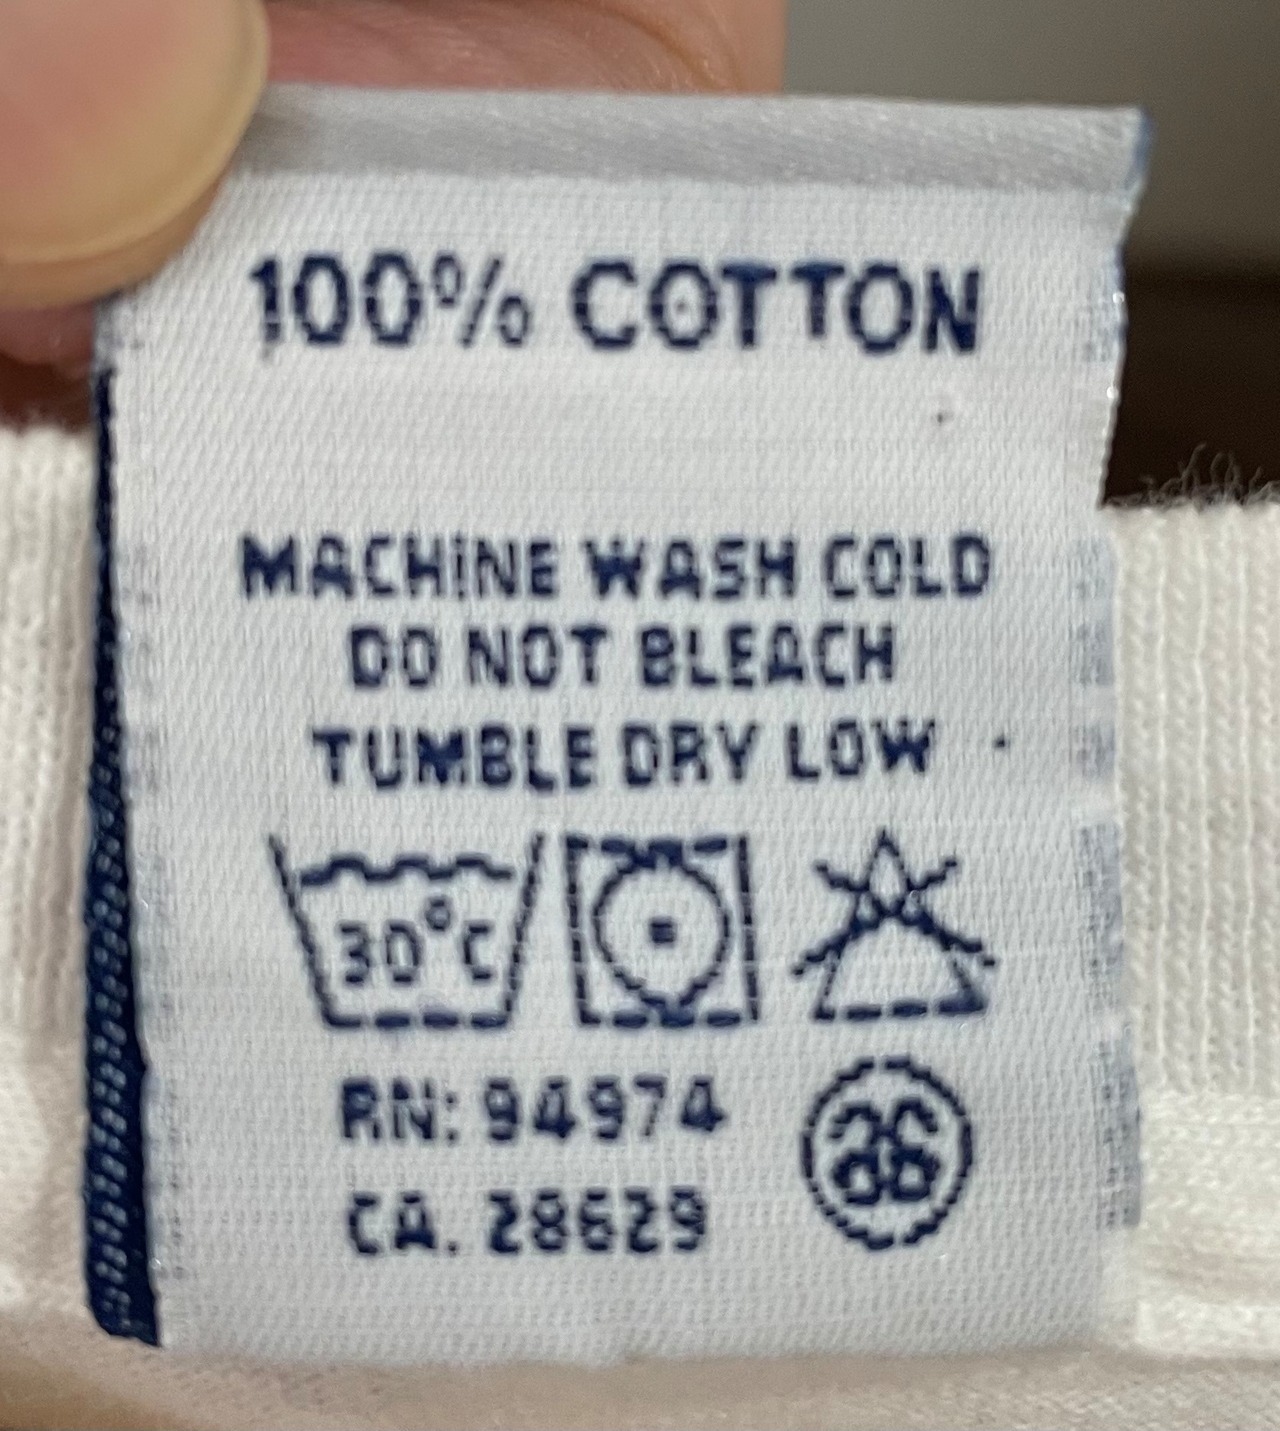 100% COTTON
MACHINE WASH COLD
DO NOT BLEACH
TUMBLE DRY LOW
30°C
RN: 94974
CA. 28629